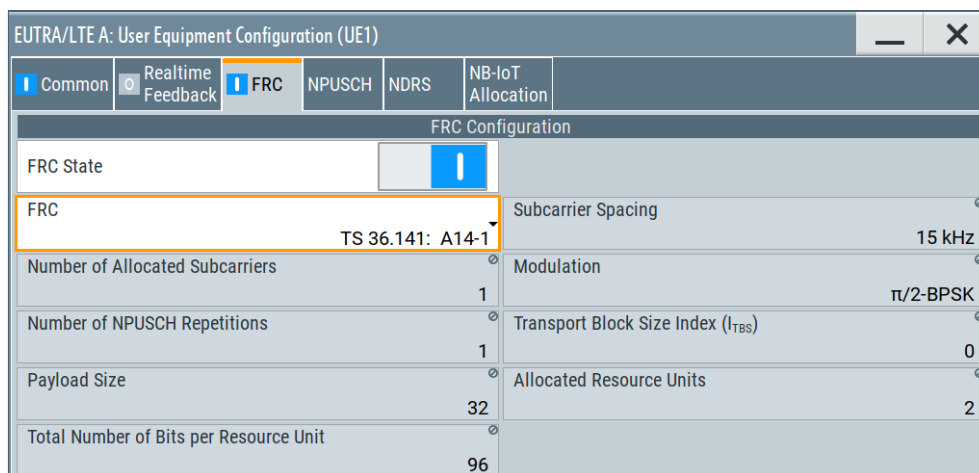 EUTRA/LTE A: User Equipment Configuration (UE1)
Common
Realtime
Feedback
FRC
NPUSCH
NDRS
NB-IoT
Allocation
FRC Configuration
FRC State
FRC
TS 36.141: A14-1
Subcarrier Spacing
15 kHz
Number of Allocated Subcarriers
1
Modulation
π/2-BPSK
Number of NPUSCH Repetitions
1
Transport Block Size Index (I_TBS)
0
Payload Size
32
Allocated Resource Units
2
Total Number of Bits per Resource Unit
96